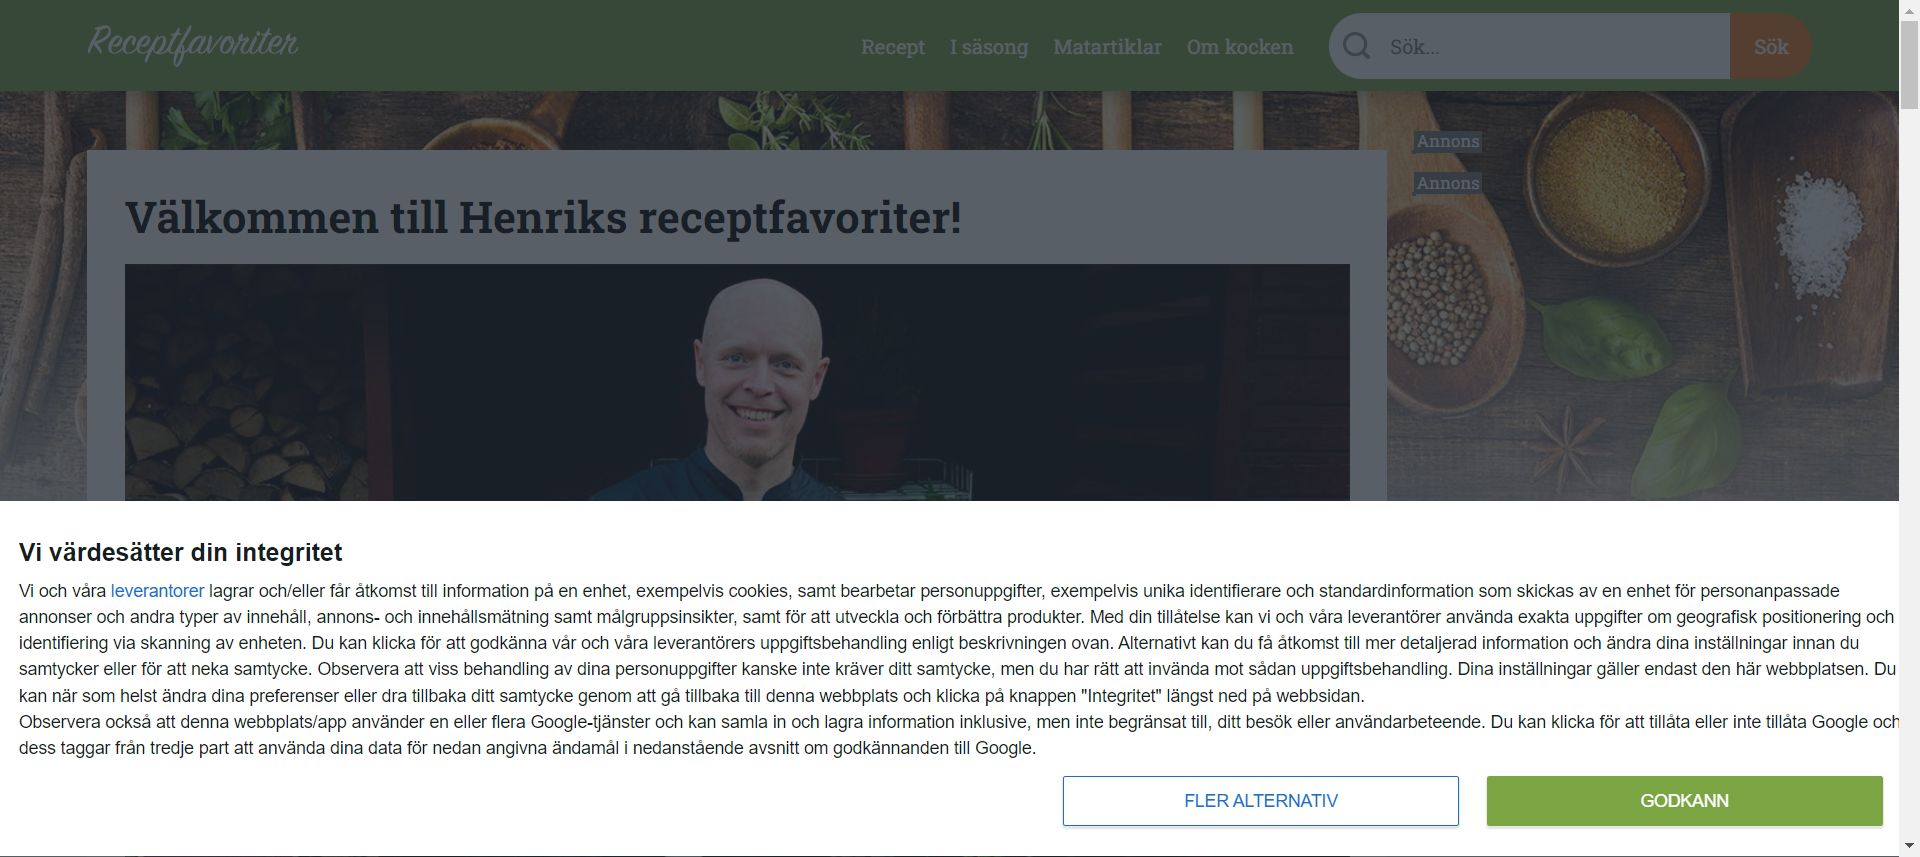 Receptfavoriter
Recept I säsong Matartiklar Om kocken Sök... Sök
Annons
Annons
Välkommen till Henriks receptfavoriter!
Vi värdesätter din integritet
Vi och våra leverantorer lagrar och/eller får åtkomst till information på en enhet, exempelvis cookies, samt bearbetar personuppgifter, exempelvis unika identifierare och standardinformation som skickas av en enhet för personanpassade
annonser och andra typer av innehåll, annons- och innehållsmätning samt målgruppsinsikter, samt för att utveckla och förbättra produkter. Med din tillåtelse kan vi och våra leverantörer använda exakta uppgifter om geografisk positionering och
identifiering via skanning av enheten. Du kan klicka för att godkänna vår och våra leverantörers uppgiftsbehandling enligt beskrivningen ovan. Alternativt kan du få åtkomst till mer detaljerad information och ändra dina inställningar innan du
samtycker eller för att neka samtycke. Observera att viss behandling av dina personuppgifter kanske inte kräver ditt samtycke, men du har rätt att invända mot sådan uppgiftsbehandling. Dina inställningar gäller endast den här webbplatsen. Du
kan när som helst ändra dina preferenser eller dra tillbaka ditt samtycke genom att gå tillbaka till denna webbplats och klicka på knappen "Integritet" längst ned på webbsidan.
Observera också att denna webbplats/app använder en eller flera Google-tjänster och kan samla in och lagra information inklusive, men inte begränsat till, ditt besök eller användarbeteende. Du kan klicka för att tillåta eller inte tillåta Google och
dess taggar från tredje part att använda dina data för nedan angivna ändamål i nedanstående avsnitt om godkännanden till Google.
FLER ALTERNATIV GODKANN